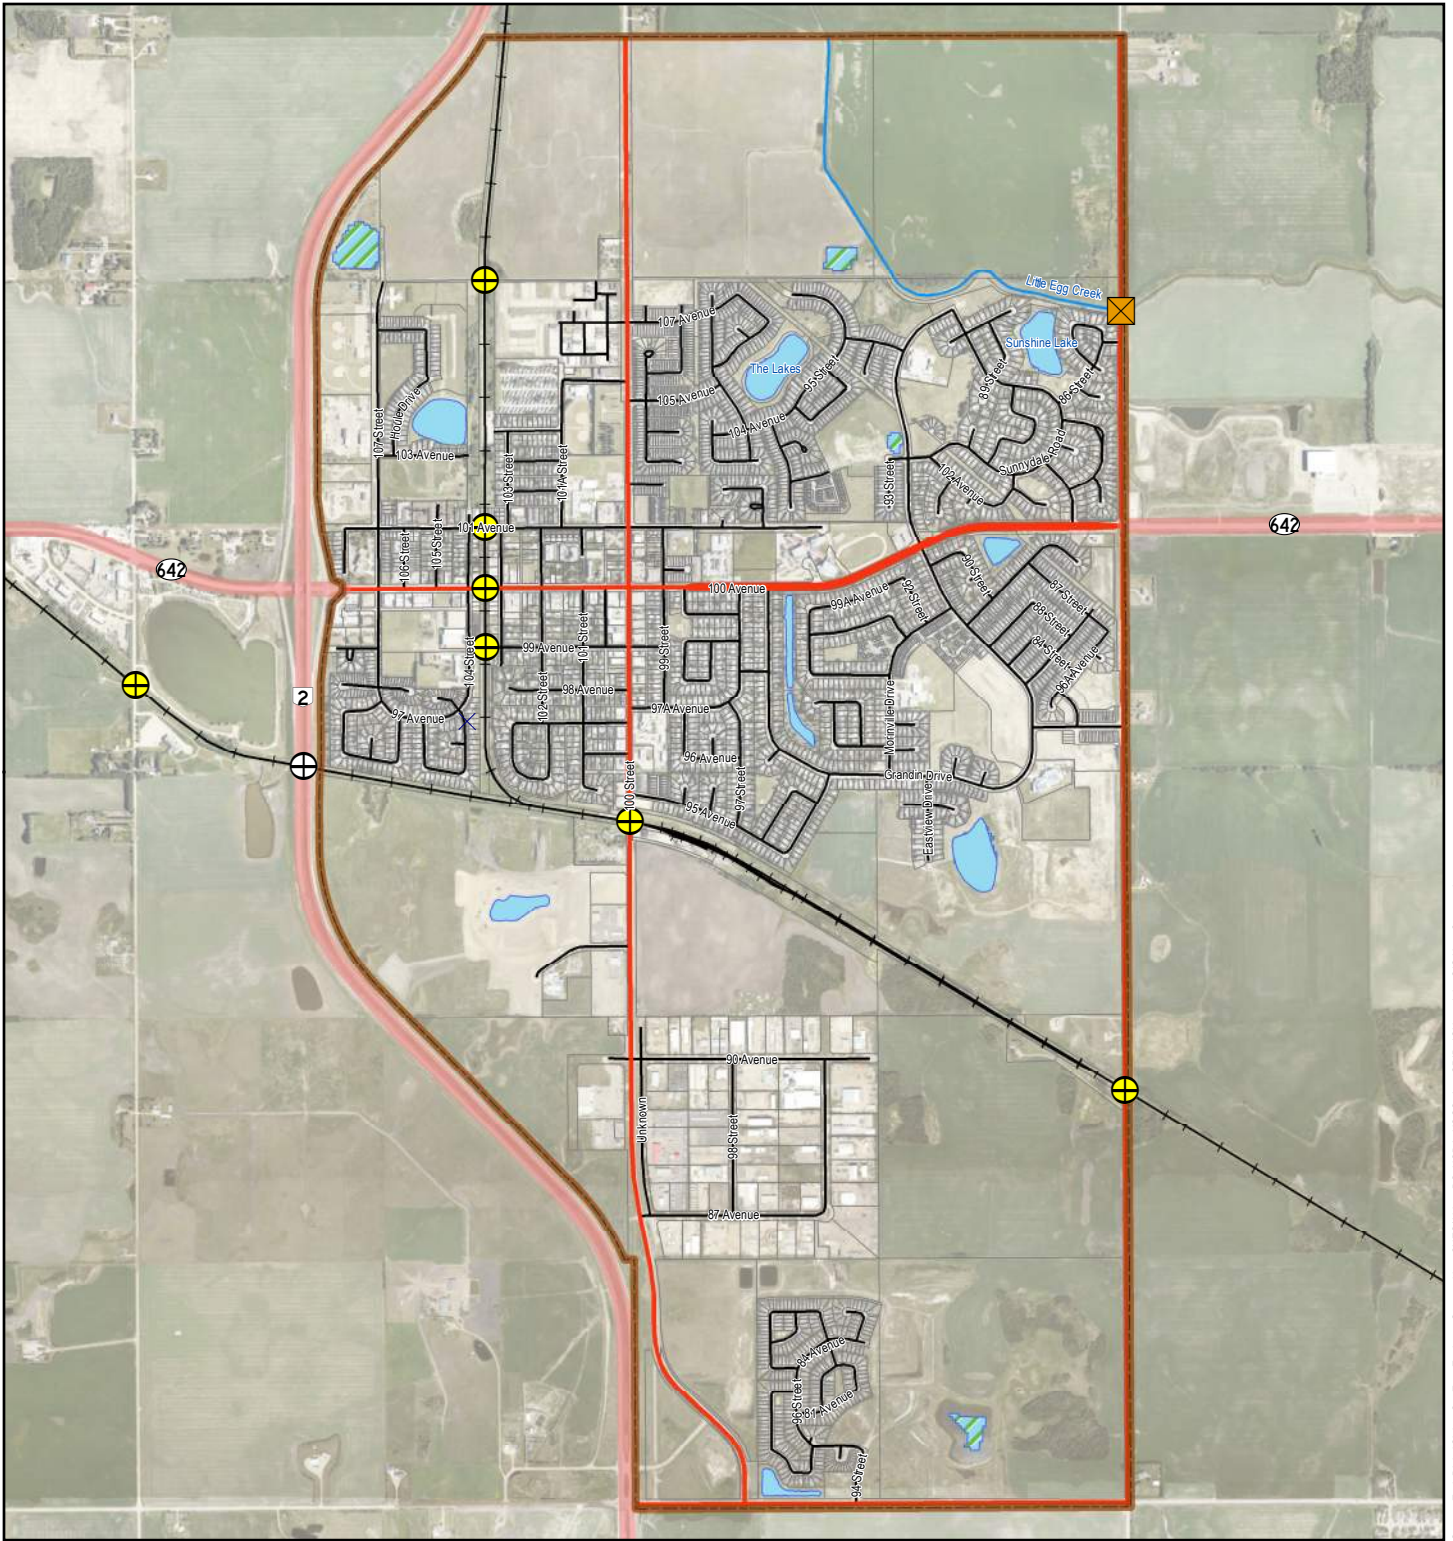 Little Egg Creek
107 Avenue
Sunshine Lake
The Lakes
95 Street
89 Street
86 Street
105 Avenue
Houle Drive
107 Street
104 Avenue
103 Avenue
103 Street
101A Street
Sunnydale Road
102 Avenue
93 Street
101 Avenue
642
642
106 Street
105 Street
90 Street
100 Avenue
99A Avenue
92 Street
87 Street
88 Street
84 Street
96A Avenue
101 Street
99 Street
99 Avenue
104 Street
98 Avenue
102 Street
2
97A Avenue
97 Avenue
Morinville Drive
96 Avenue
Grandin Drive
97 Street
100 Street
95 Avenue
Eastview Drive
90 Avenue
Unknown
98 Street
87 Avenue
84 Avenue
96 Street
81 Avenue
94 Street